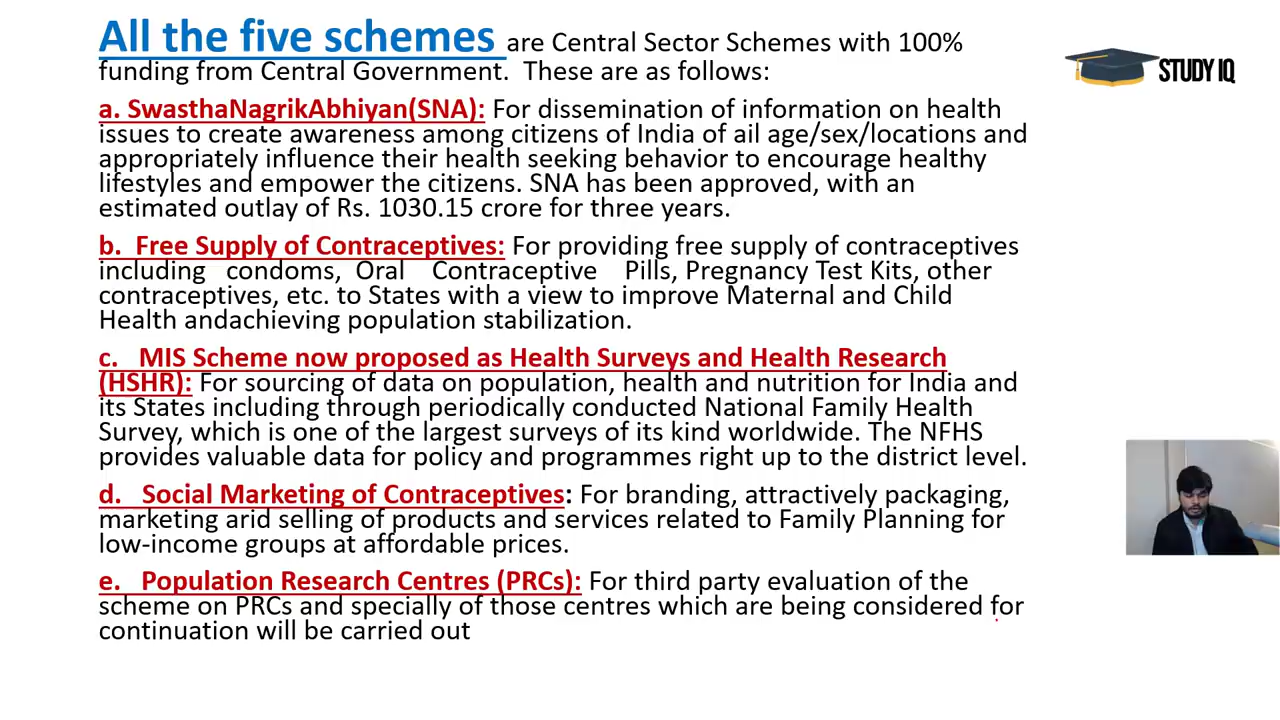 All the five schemes are Central Sector Schemes with 100%
funding from Central Government. These are as follows:
STUDY IQ
a. SwasthaNagrikAbhiyan(SNA): For dissemination of information on health
issues to create awareness among citizens of India of ail age/sex/locations and
appropriately influence their health seeking behavior to encourage healthy
lifestyles and empower the citizens. SNA has been approved, with an
estimated outlay of Rs. 1030.15 crore for three years.
b. Free Supply of Contraceptives: For providing free supply of contraceptives
including condoms, Oral Contraceptive Pills, Pregnancy Test Kits, other
contraceptives, etc. to States with a view to improve Maternal and Child
Health andachieving population stabilization.
c. MIS Scheme now proposed as Health Surveys and Health Research
(HSHR): For sourcing of data on population, health and nutrition for India and
its States including through periodically conducted National Family Health
Survey, which is one of the largest surveys of its kind worldwide. The NFHS
provides valuable data for policy and programmes right up to the district level.
d. Social Marketing of Contraceptives: For branding, attractively packaging,
marketing arid selling of products and services related to Family Planning for
low-income groups at affordable prices.
e. Population Research Centres (PRCs): For third party evaluation of the
scheme on PRCs and specially of those centres which are being considered for
continuation will be carried out